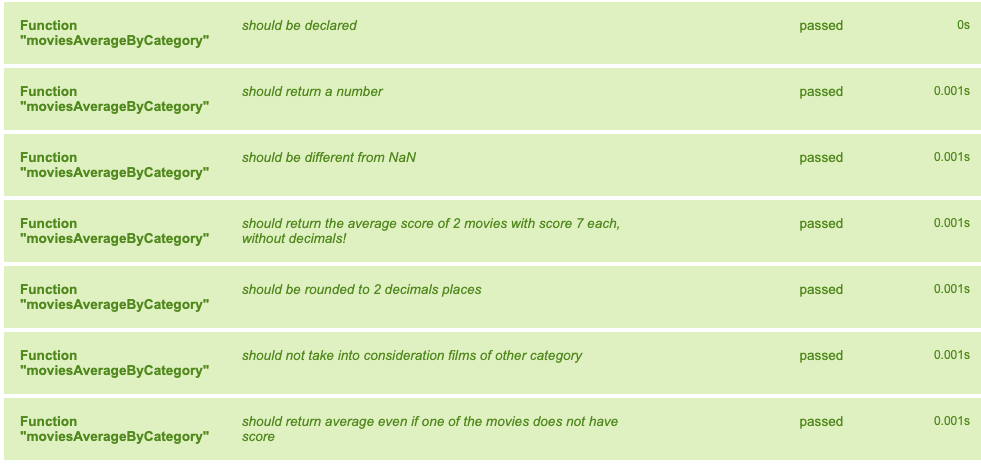 Function should be declared passed 0s
"moviesAverageByCategory"
Function should return a number passed 0.001s
"moviesAverageByCategory"
Function should be different from NaN passed 0.001s
"moviesAverageByCategory"
Function should return the average score of 2 movies with score 7 each, passed 0.001s
"moviesAverageByCategory" without decimals!
Function should be rounded to 2 decimals places passed 0.001s
"moviesAverageByCategory"
Function should not take into consideration films of other category passed 0.001s
"moviesAverageByCategory"
Function should return average even if one of the movies does not have passed 0.001s
"moviesAverageByCategory" score